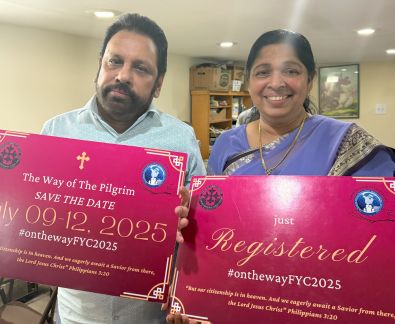 The Way of The Pilgrim
SAVE THE DATE
ly 09-12, 2025
#onthewayFYC2025
citizenship is in heaven. And we eagerly await a Savior from there,
the Lord Jesus Christ" Philippians 3:20
just
Registered
#onthewayFYC2025
"But our citizenship is in heaven. And we eagerly await a Savior from
the Lord Jesus Christ" Philippians 3:20